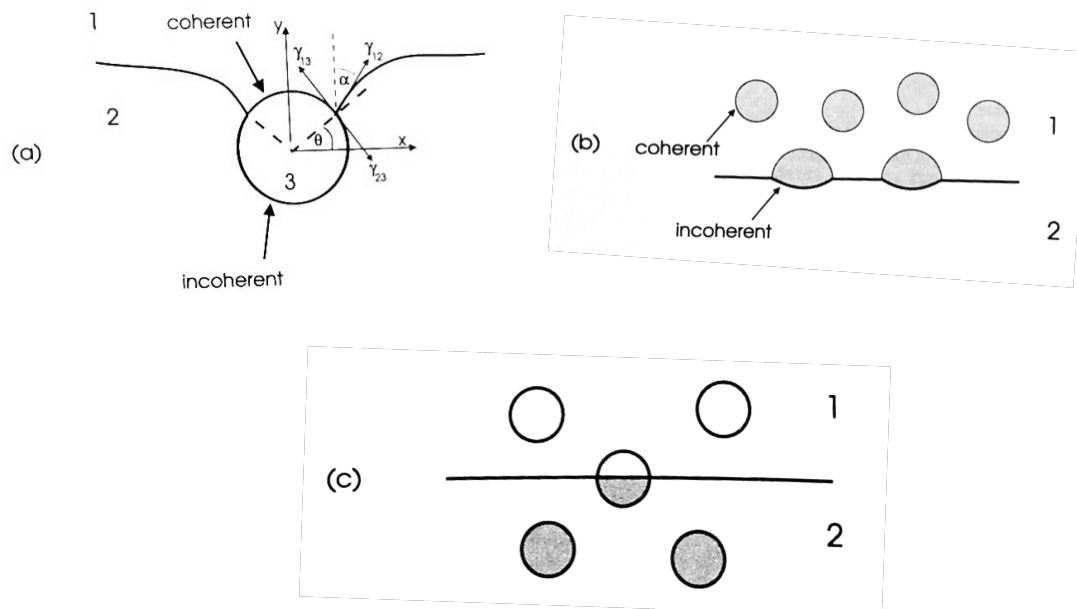 1
coherent
y
γ13
γ12
α
2
(a)
θ
x
3
γ23
incoherent
(b)
coherent
1
incoherent
2
(c)
1
2